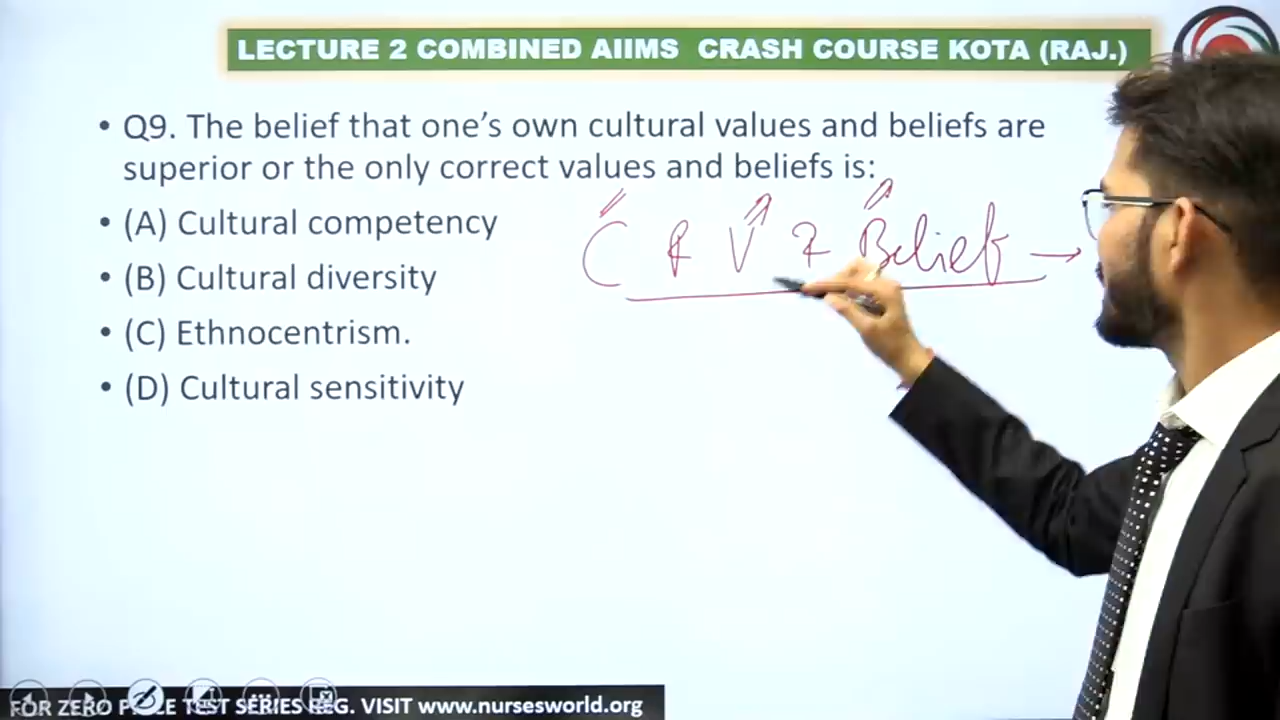 LECTURE 2 COMBINED AIIMS CRASH COURSE KOTA (RAJ.)
• Q9. The belief that one's own cultural values and beliefs are
superior or the only correct values and beliefs is:
• (A) Cultural competency
C & V & Belief →
• (B) Cultural diversity
• (C) Ethnocentrism.
• (D) Cultural sensitivity
FOR ZERO TEST SERIES REG. VISIT www.nursesworld.org